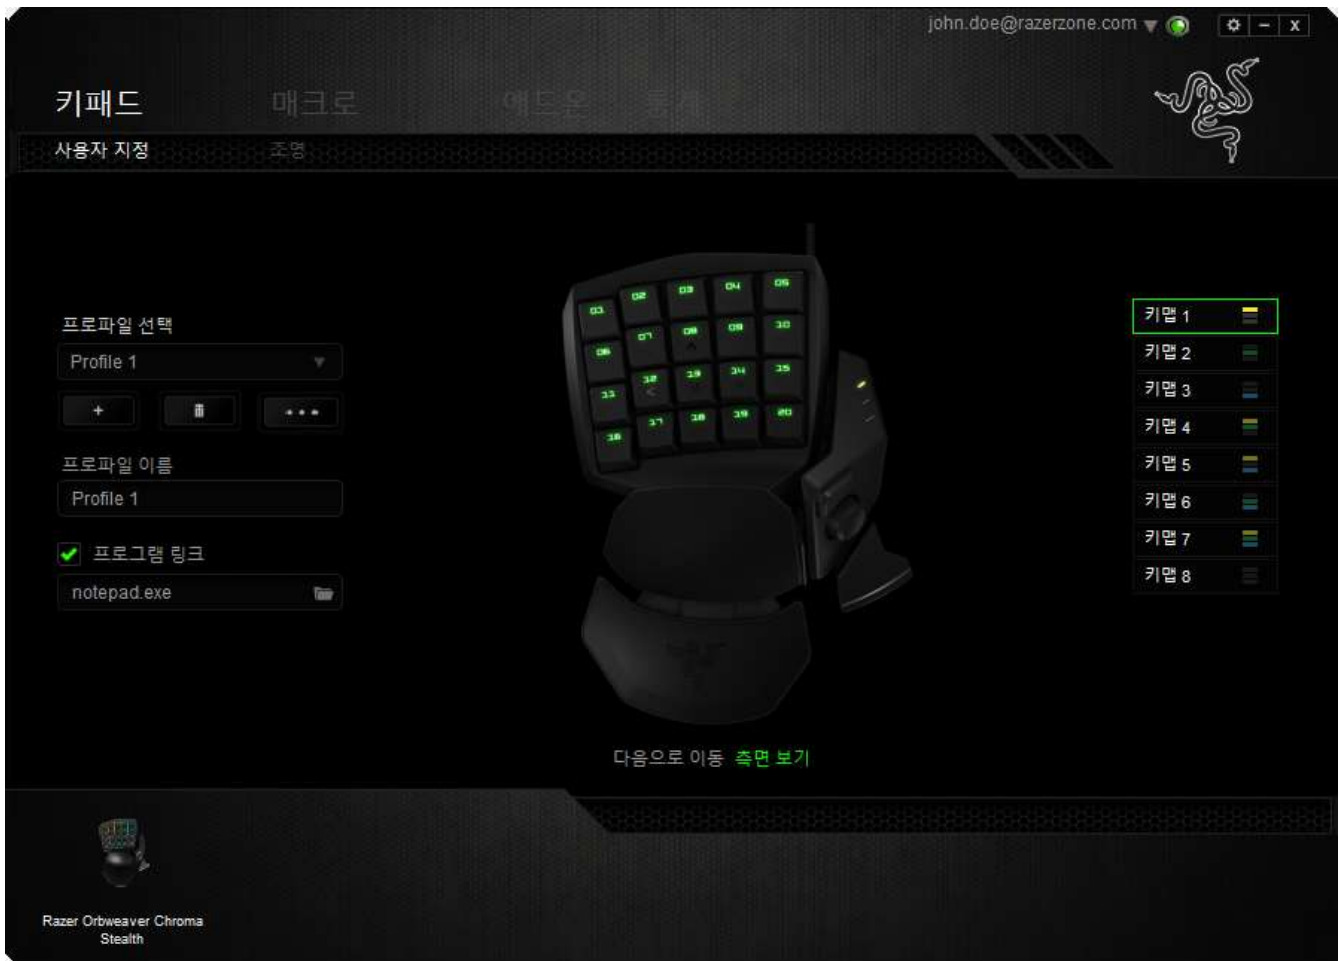 john.doe@razerzone.com
키패드 매크로 애드온 통계
사용자 지정 조명
프로파일 선택
Profile 1
프로파일 이름
Profile 1
프로그램 링크
notepad.exe
01 02 03 04 05
06 07 08 09 10
11 12 13 14 15
16 17 18 19 20
다음으로 이동 측면 보기
키맵 1
키맵 2
키맵 3
키맵 4
키맵 5
키맵 6
키맵 7
키맵 8
Razer Orbweaver Chroma
Stealth